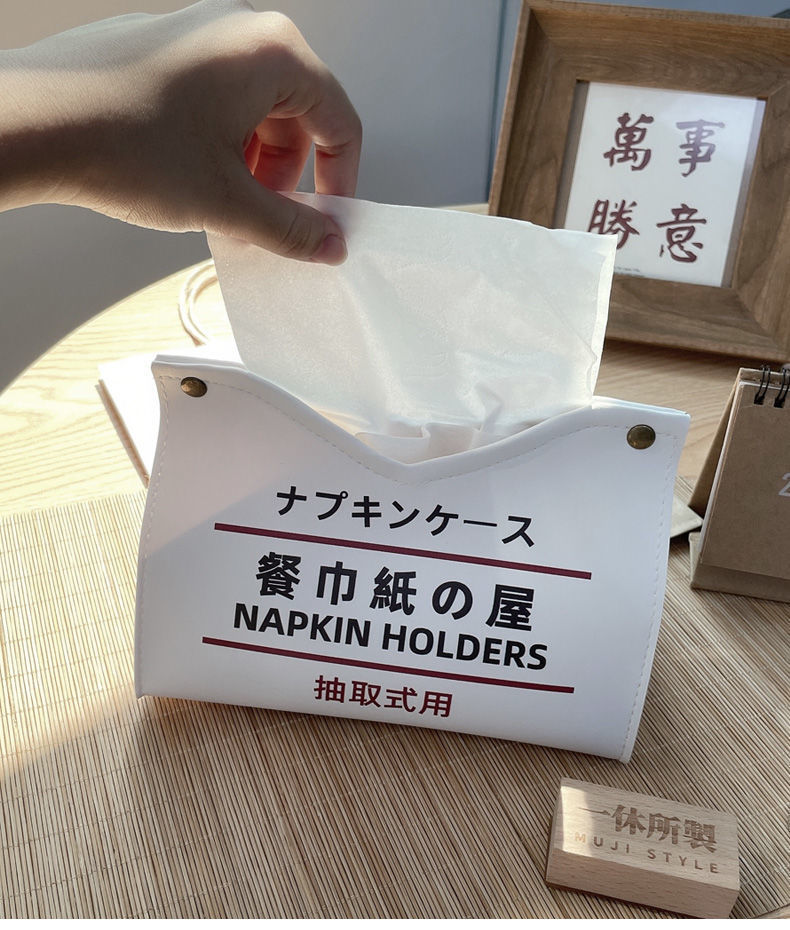 萬事
勝意
ナプキンケース
餐巾紙の屋
NAPKIN HOLDERS
抽取式用
2
一休所製
MUJI STYLE